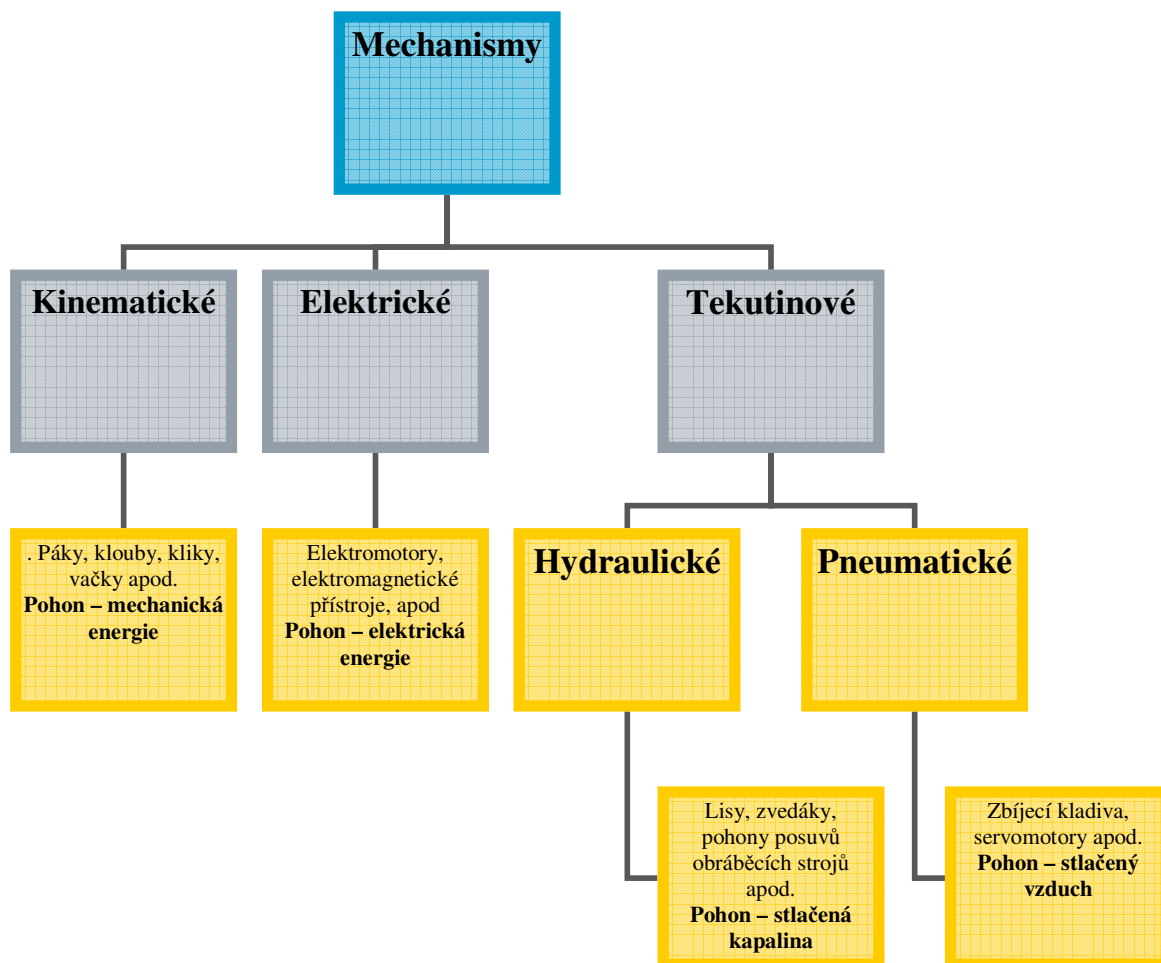 Mechanismy
Kinematické
Elektrické
Tekutinové
. Páky, klouby, kliky,
vačky apod.
Pohon – mechanická
energie
Elektromotory,
elektromagnetické
přístroje, apod
Pohon – elektrická
energie
Hydraulické
Pneumatické
Lisy, zvedáky,
pohony posuvů
obráběcích strojů
apod.
Pohon – stlačená
kapalina
Zbíjecí kladiva,
servomotory apod.
Pohon – stlačený
vzduch